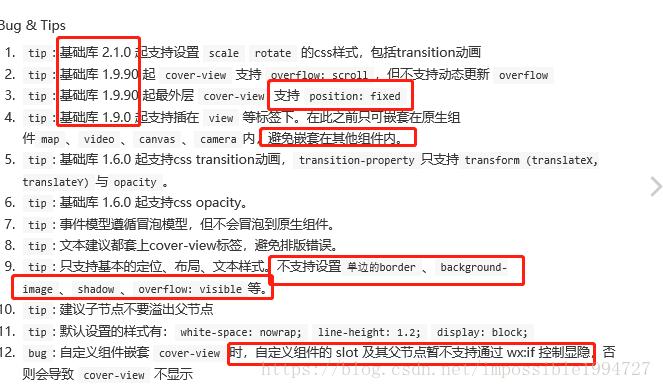 Bug & Tips
1. tip：基础库 2.1.0 起支持设置 scale rotate 的css样式，包括transition动画
2. tip：基础库 1.9.90 起 cover-view 支持 overflow: scroll ，但不支持动态更新 overflow
3. tip：基础库 1.9.90 起最外层 cover-view 支持 position: fixed
4. tip：基础库 1.9.0 起支持插在 view 等标签下。在此之前只可嵌套在原生组
件 map 、 video 、 canvas 、 camera 内，避免嵌套在其他组件内。
5. tip：基础库 1.6.0 起支持css transition动画， transition-property 只支持 transform (translateX,
translateY) 与 opacity 。
6. tip：基础库 1.6.0 起支持css opacity。
7. tip：事件模型遵循冒泡模型，但不会冒泡到原生组件。
8. tip：文本建议都套上cover-view标签，避免排版错误。
9. tip：只支持基本的定位、布局、文本样式。不支持设置 单边的border 、 background-
image 、 shadow 、 overflow: visible 等。
10. tip：建议子节点不要溢出父节点
11. tip：默认设置的样式有： white-space: nowrap; line-height: 1.2; display: block;
12. bug：自定义组件嵌套 cover-view 时，自定义组件的 slot 及其父节点暂不支持通过 wx:if 控制显隐，否
则会导致 cover-view 不显示
https://blog.csdn.net/impossible1994727